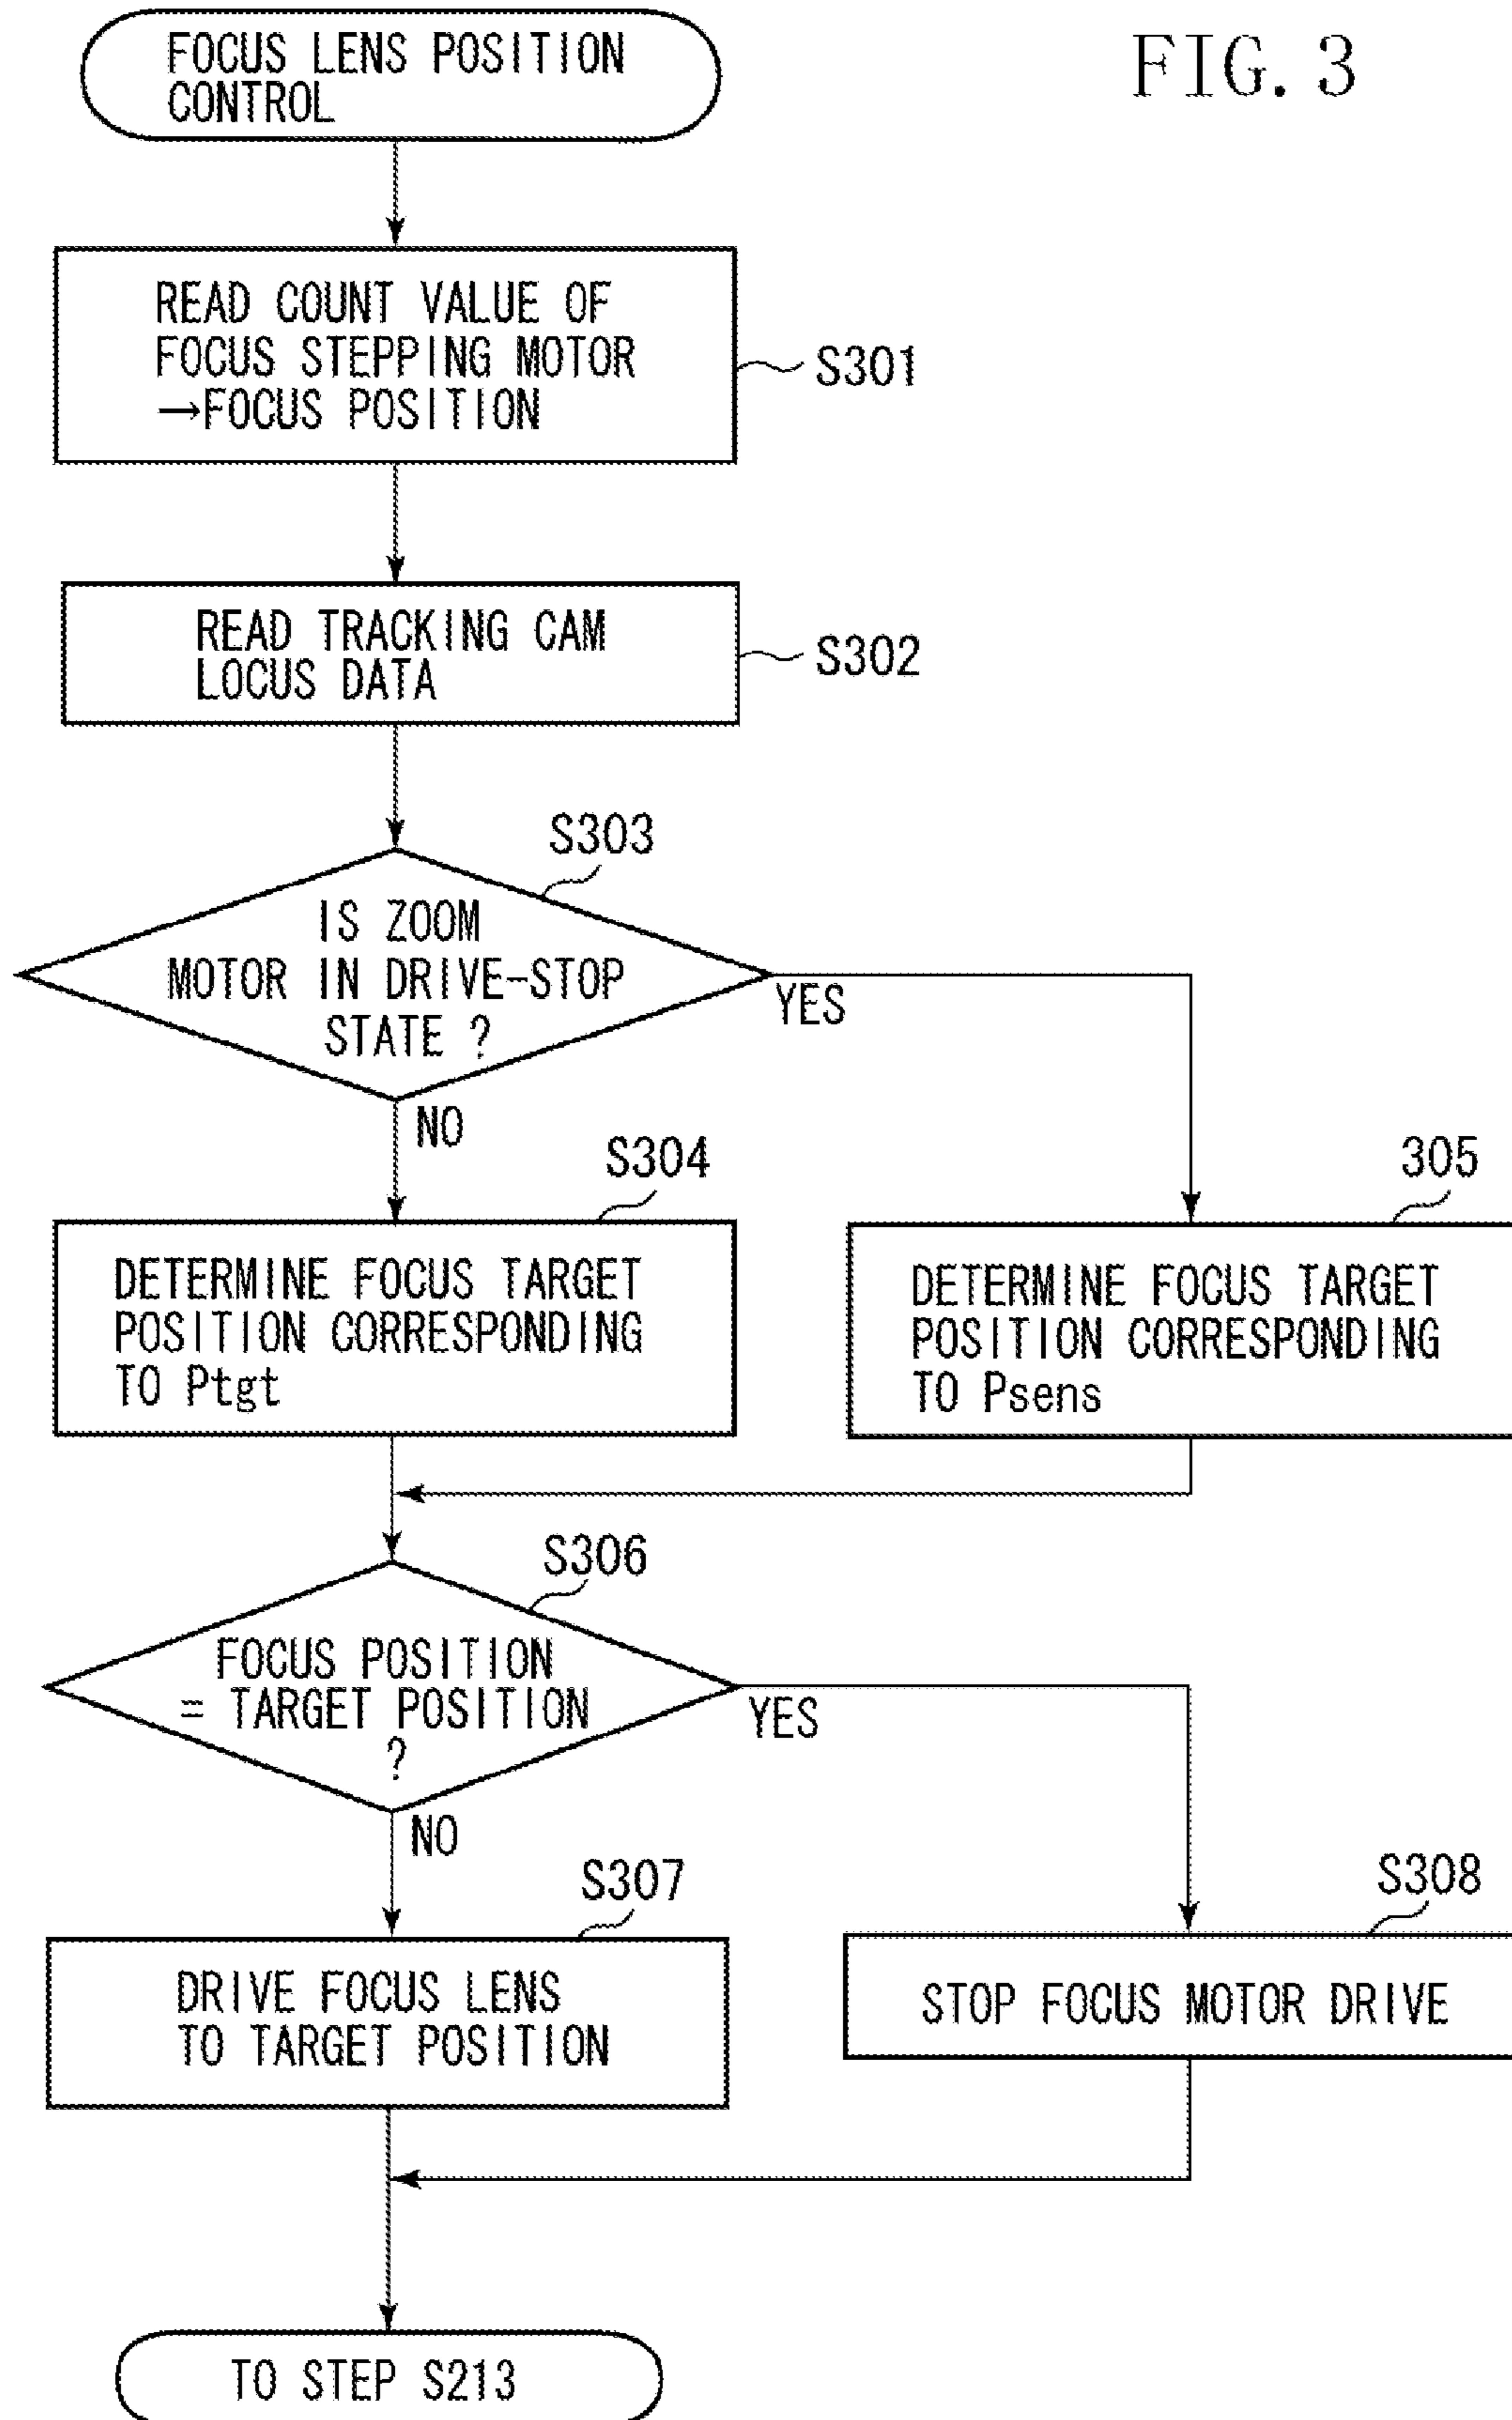 FIG. 3
FOCUS LENS POSITION
CONTROL
READ COUNT VALUE OF
FOCUS STEPPING MOTOR
→FOCUS POSITION
S301
READ TRACKING CAM
LOCUS DATA
S302
S303
IS ZOOM
MOTOR IN DRIVE-STOP
STATE ?
YES
NO
S304
DETERMINE FOCUS TARGET
POSITION CORRESPONDING
TO Ptgt
305
DETERMINE FOCUS TARGET
POSITION CORRESPONDING
TO Psens
S306
FOCUS POSITION
= TARGET POSITION
?
YES
NO
S307
DRIVE FOCUS LENS
TO TARGET POSITION
S308
STOP FOCUS MOTOR DRIVE
TO STEP S213